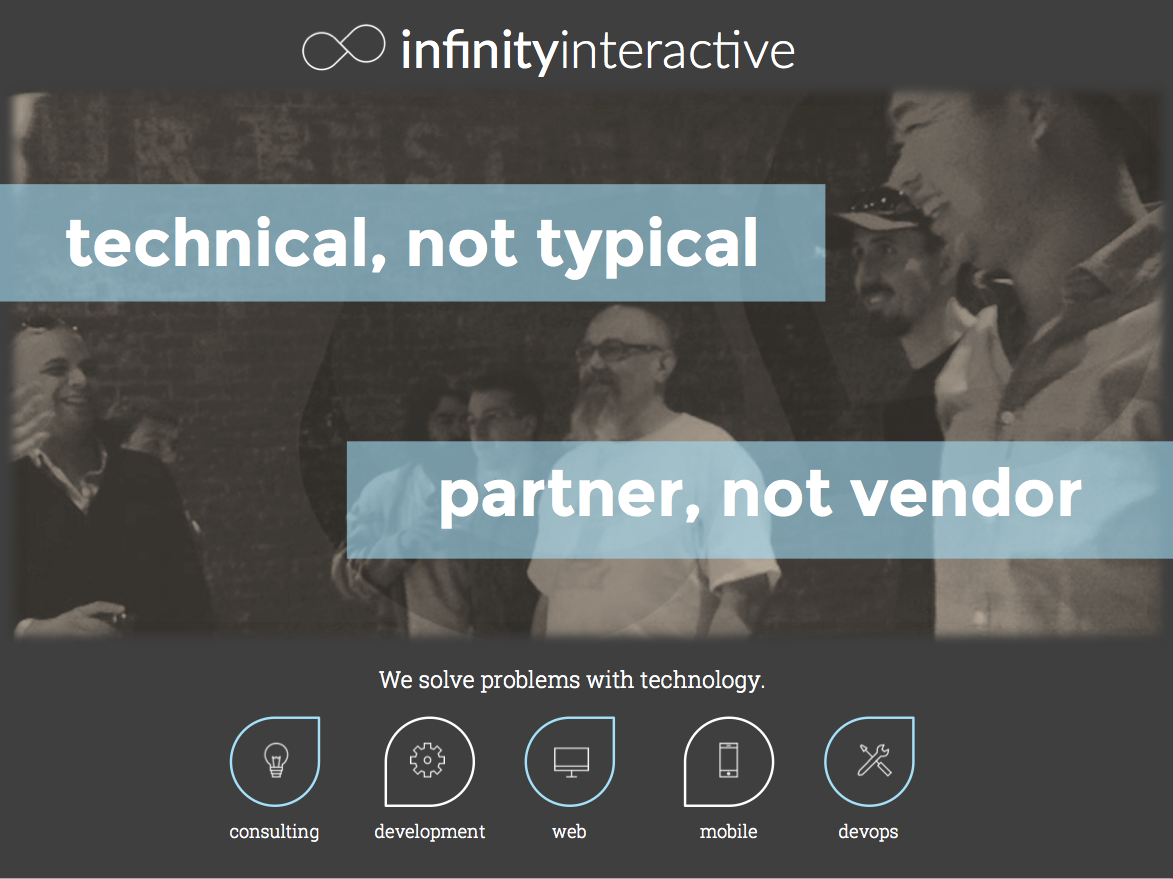 infinityinteractive
technical, not typical
partner, not vendor
We solve problems with technology.
consulting
development
web
mobile
devops